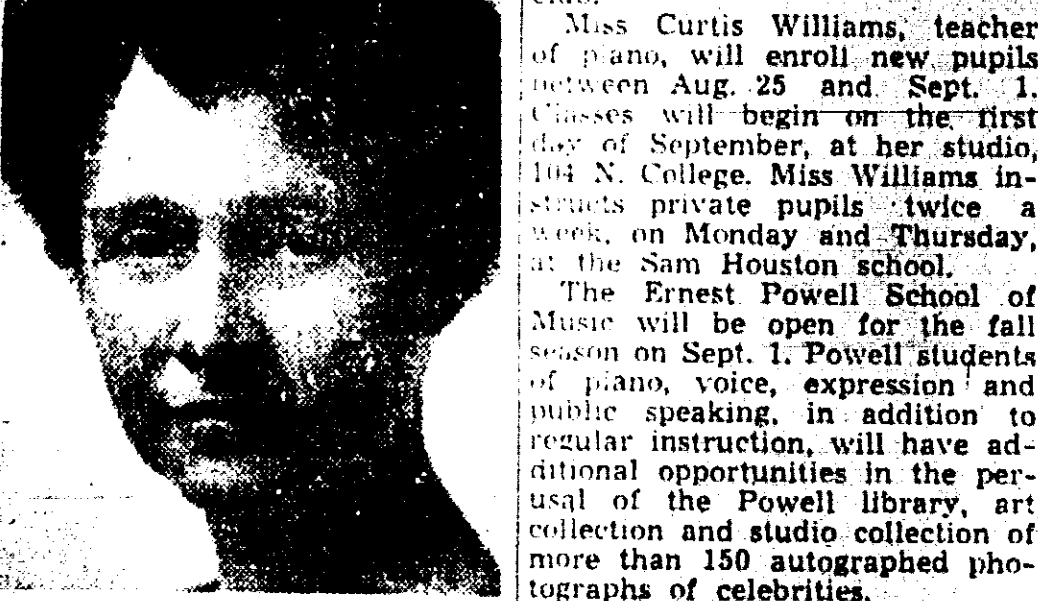 club.
Miss Curtis Williams, teacher
of piano, will enroll new pupils
between Aug. 25 and Sept. 1.
Classes will begin on the first
day of September, at her studio,
104 N. College. Miss Williams in-
structs private pupils twice a
week, on Monday and Thursday,
at the Sam Houston school.
The Ernest Powell School of
Music will be open for the fall
season on Sept. 1. Powell students
of piano, voice, expression and
public speaking, in addition to
regular instruction, will have ad-
ditional opportunities in the per-
usal of the Powell library, art
collection and studio collection of
more than 150 autographed pho-
tographs of celebrities.